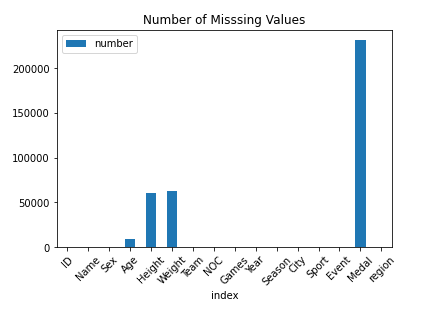 Number of Misssing Values
number
200000
150000
100000
50000
0
ID
Name
Sex
Age
Height
Weight
Team
NOC
Games
Year
Season
City
Sport
Event
Medal
region
index